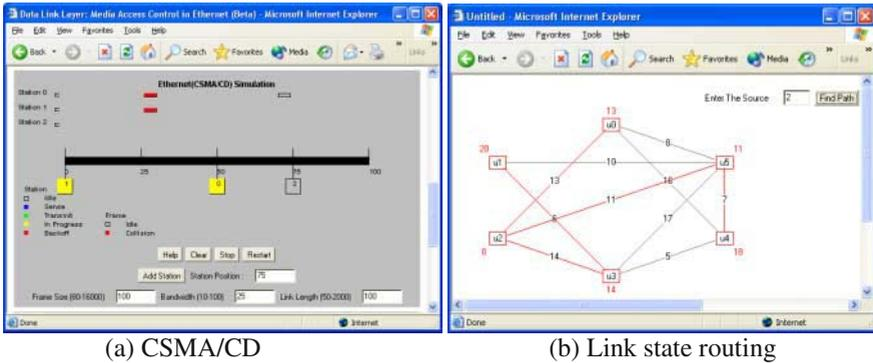 Data Link Layer: Media Access Control in Ethernet (Beta) - Microsoft Internet Explorer
File Edit View Favorites Tools Help
Back Search Favorites Media Links
Ethernet(CSMA/CD) Simulation
Station 0
Station 1
Station 2
0 25 50 75 100
1 0 2
Station
Idle
Sense
Transmit Frame
In Progress Idle
Backoff Collision
Help Clear Stop Restart
Add Station Station Position: 75
Frame Size (80-16000) 100 Bandwidth (10-100) 25 Link Length (50-2000) 100
Done Internet
(a) CSMA/CD
Untitled - Microsoft Internet Explorer
File Edit View Favorites Tools Help
Back Search Favorites Media Links
Enter The Source 2 Find Path
13
u0
8
20 11
u1 10 u5
13 16
11 7
6 17
u2 u4
0 14 5 18
u3
14
Done Internet
(b) Link state routing